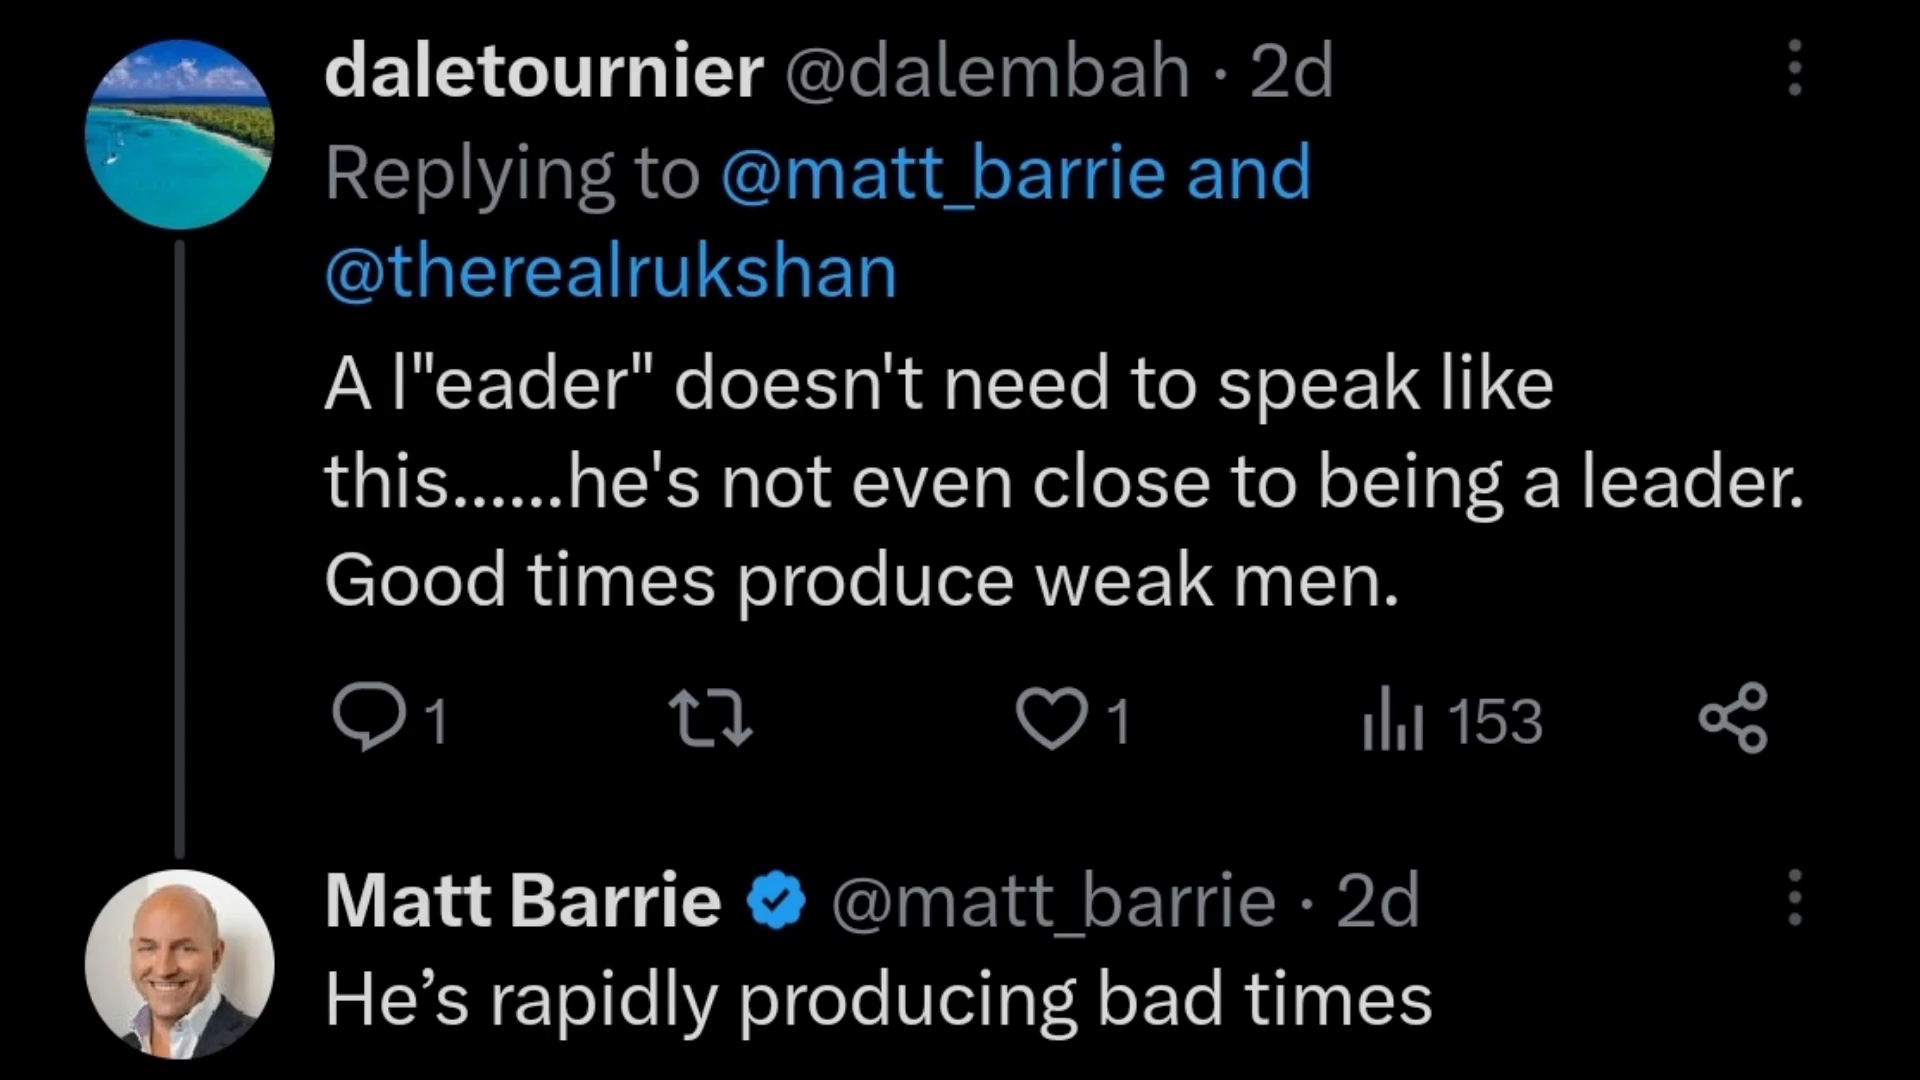 daletournier @dalembah · 2d
Replying to @matt_barrie and
@therealrukshan
A l"eader" doesn't need to speak like
this......he's not even close to being a leader.
Good times produce weak men.
1 1 153
Matt Barrie @matt_barrie · 2d
He’s rapidly producing bad times